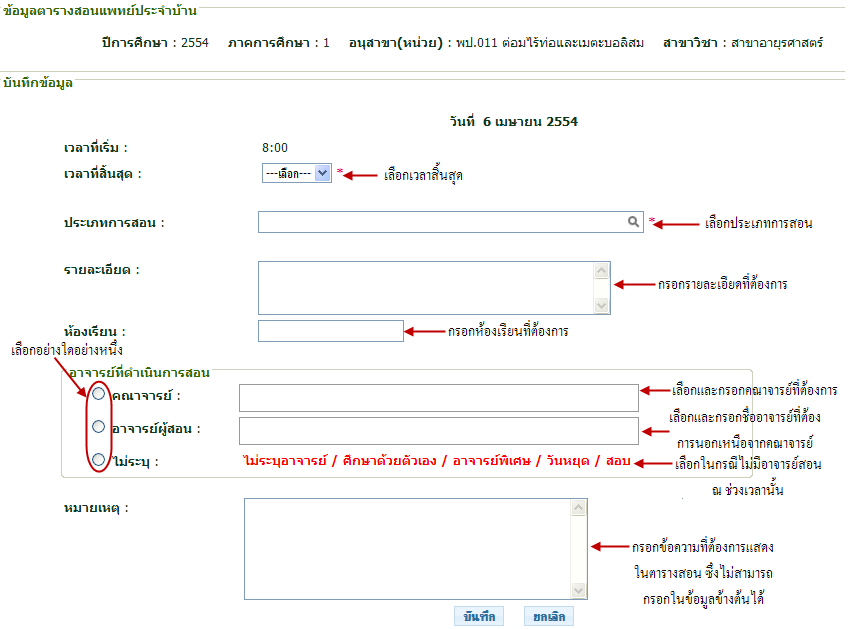 ข้อมูลตารางสอนแพทย์ประจำบ้าน
ปีการศึกษา : 2554 ภาคการศึกษา : 1 อนุสาขา(หน่วย) : พป.011 ต่อมไร้ท่อและเมตะบอลิสม สาขาวิชา : สาขาอายุรศาสตร์
บันทึกข้อมูล
วันที่ 6 เมษายน 2554
เวลาที่เริ่ม : 8:00
เวลาที่สิ้นสุด : ---เลือก--- * เลือกเวลาสิ้นสุด
ประเภทการสอน : * เลือกประเภทการสอน
รายละเอียด : กรอกรายละเอียดที่ต้องการ
ห้องเรียน : กรอกห้องเรียนที่ต้องการ
เลือกอย่างใดอย่างหนึ่ง
อาจารย์ที่ดำเนินการสอน
คณาจารย์ : เลือกและกรอกคณาจารย์ที่ต้องการ
อาจารย์ผู้สอน : เลือกและกรอกชื่ออาจารย์ที่ต้อง
การนอกเหนือจากคณาจารย์
ไม่ระบุ : ไม่ระบุอาจารย์ / ศึกษาด้วยตัวเอง / อาจารย์พิเศษ / วันหยุด / สอบ เลือกในกรณีไม่มีอาจารย์สอน
ณ ช่วงเวลานั้น
หมายเหตุ :
กรอกข้อความที่ต้องการแสดง
ในตารางสอน ซึ่งไม่สามารถ
กรอกในข้อมูลข้างต้นได้
บันทึก ยกเลิก